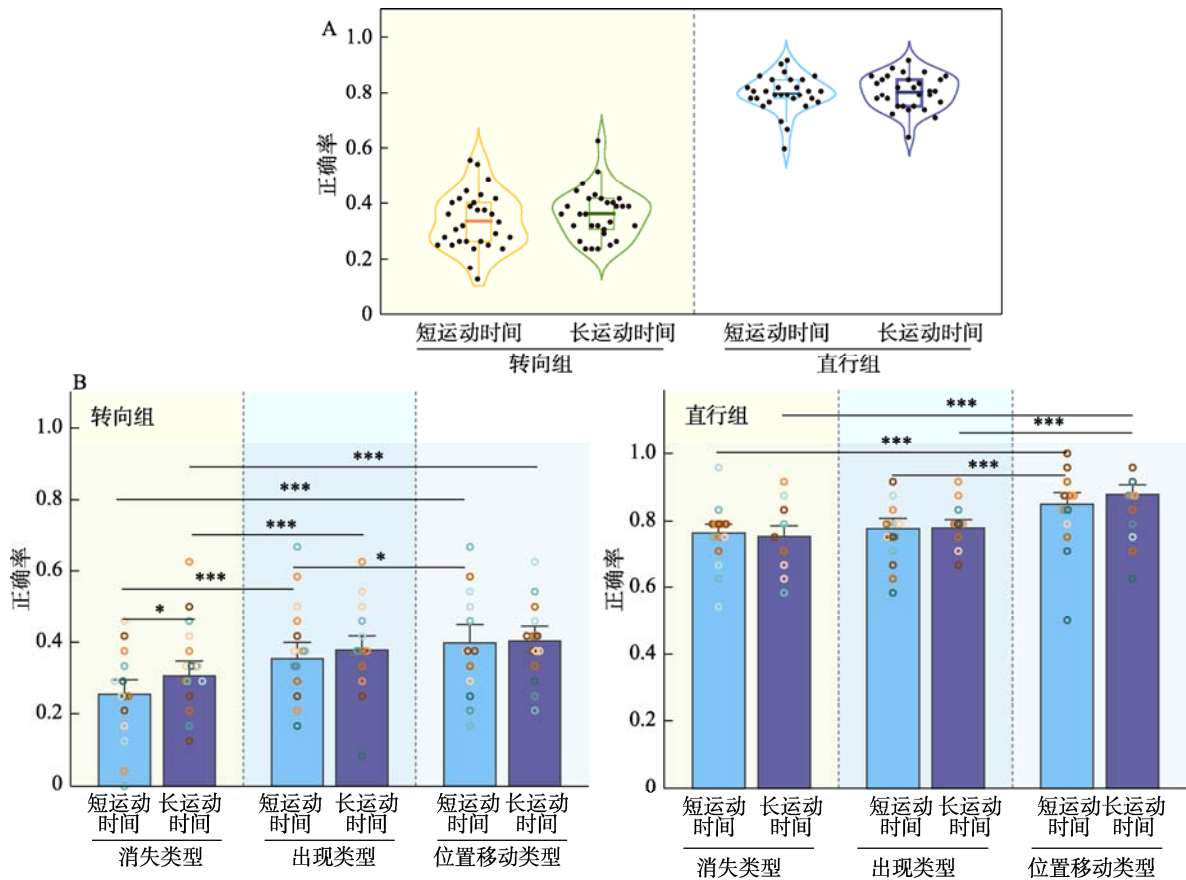 A
正确率
1.0
0.8
0.6
0.4
0.2
0
短运动时间 长运动时间 短运动时间 长运动时间
转向组 直行组
B
转向组
正确率
1.0
0.8
0.6
0.4
0.2
0
***
***
***
*
***
*
短运动 长运动 短运动 长运动 短运动 长运动
时间 时间 时间 时间 时间 时间
消失类型 出现类型 位置移动类型
直行组
正确率
1.0
0.8
0.6
0.4
0.2
0
***
***
***
***
短运动 长运动 短运动 长运动 短运动 长运动
时间 时间 时间 时间 时间 时间
消失类型 出现类型 位置移动类型